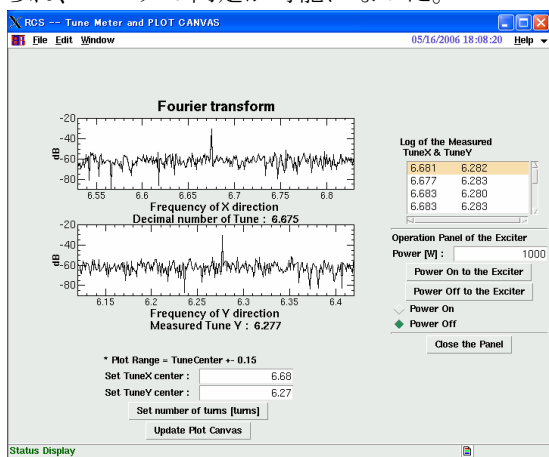 RCS -- Tune Meter and PLOT CANVAS
File Edit Window 05/16/2006 18:08:20 Help
Fourier transform
-20
-40
-60
-80
dB
6.55 6.6 6.65 6.7 6.75 6.8
Frequency of X direction
Decimal number of Tune : 6.675
-20
-40
-60
-80
dB
6.15 6.2 6.25 6.3 6.35 6.4
Frequency of Y direction
Measured Tune Y : 6.277
* Plot Range = TuneCenter +- 0.15
Set TuneX center : 6.68
Set TuneY center : 6.27
Set number of turns [turns]
Update Plot Canvas
Log of the Measured
TuneX & TuneY
6.681 6.282
6.677 6.283
6.683 6.280
6.683 6.283
Operation Panel of the Exciter
Power [W] : 1000
Power On to the Exciter
Power Off to the Exciter
Power On
Power Off
Close the Panel
Status Display